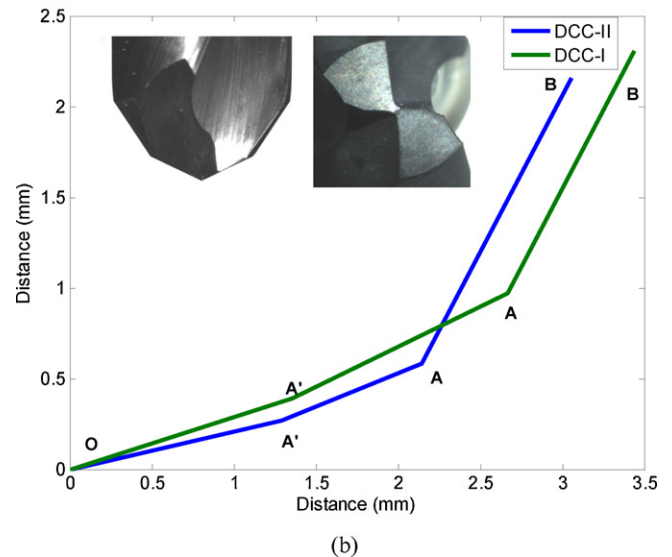 DCC-II
DCC-I
2.5
2
1.5
1
0.5
0
Distance (mm)
B
B
A
A
A'
A'
O
0
0.5
1
1.5
2
2.5
3
3.5
Distance (mm)
(b)